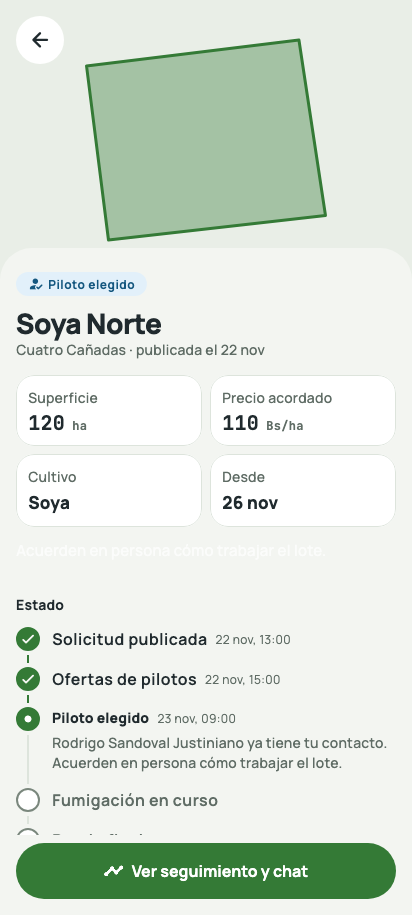 Piloto elegido
Soya Norte
Cuatro Cañadas · publicada el 22 nov
Superficie
120 ha
Precio acordado
110 Bs/ha
Cultivo
Soya
Desde
26 nov
Acuerden en persona cómo trabajar el lote.
Estado
Solicitud publicada 22 nov, 13:00
Ofertas de pilotos 22 nov, 15:00
Piloto elegido 23 nov, 09:00
Rodrigo Sandoval Justiniano ya tiene tu contacto.
Acuerden en persona cómo trabajar el lote.
Fumigación en curso
Ver seguimiento y chat